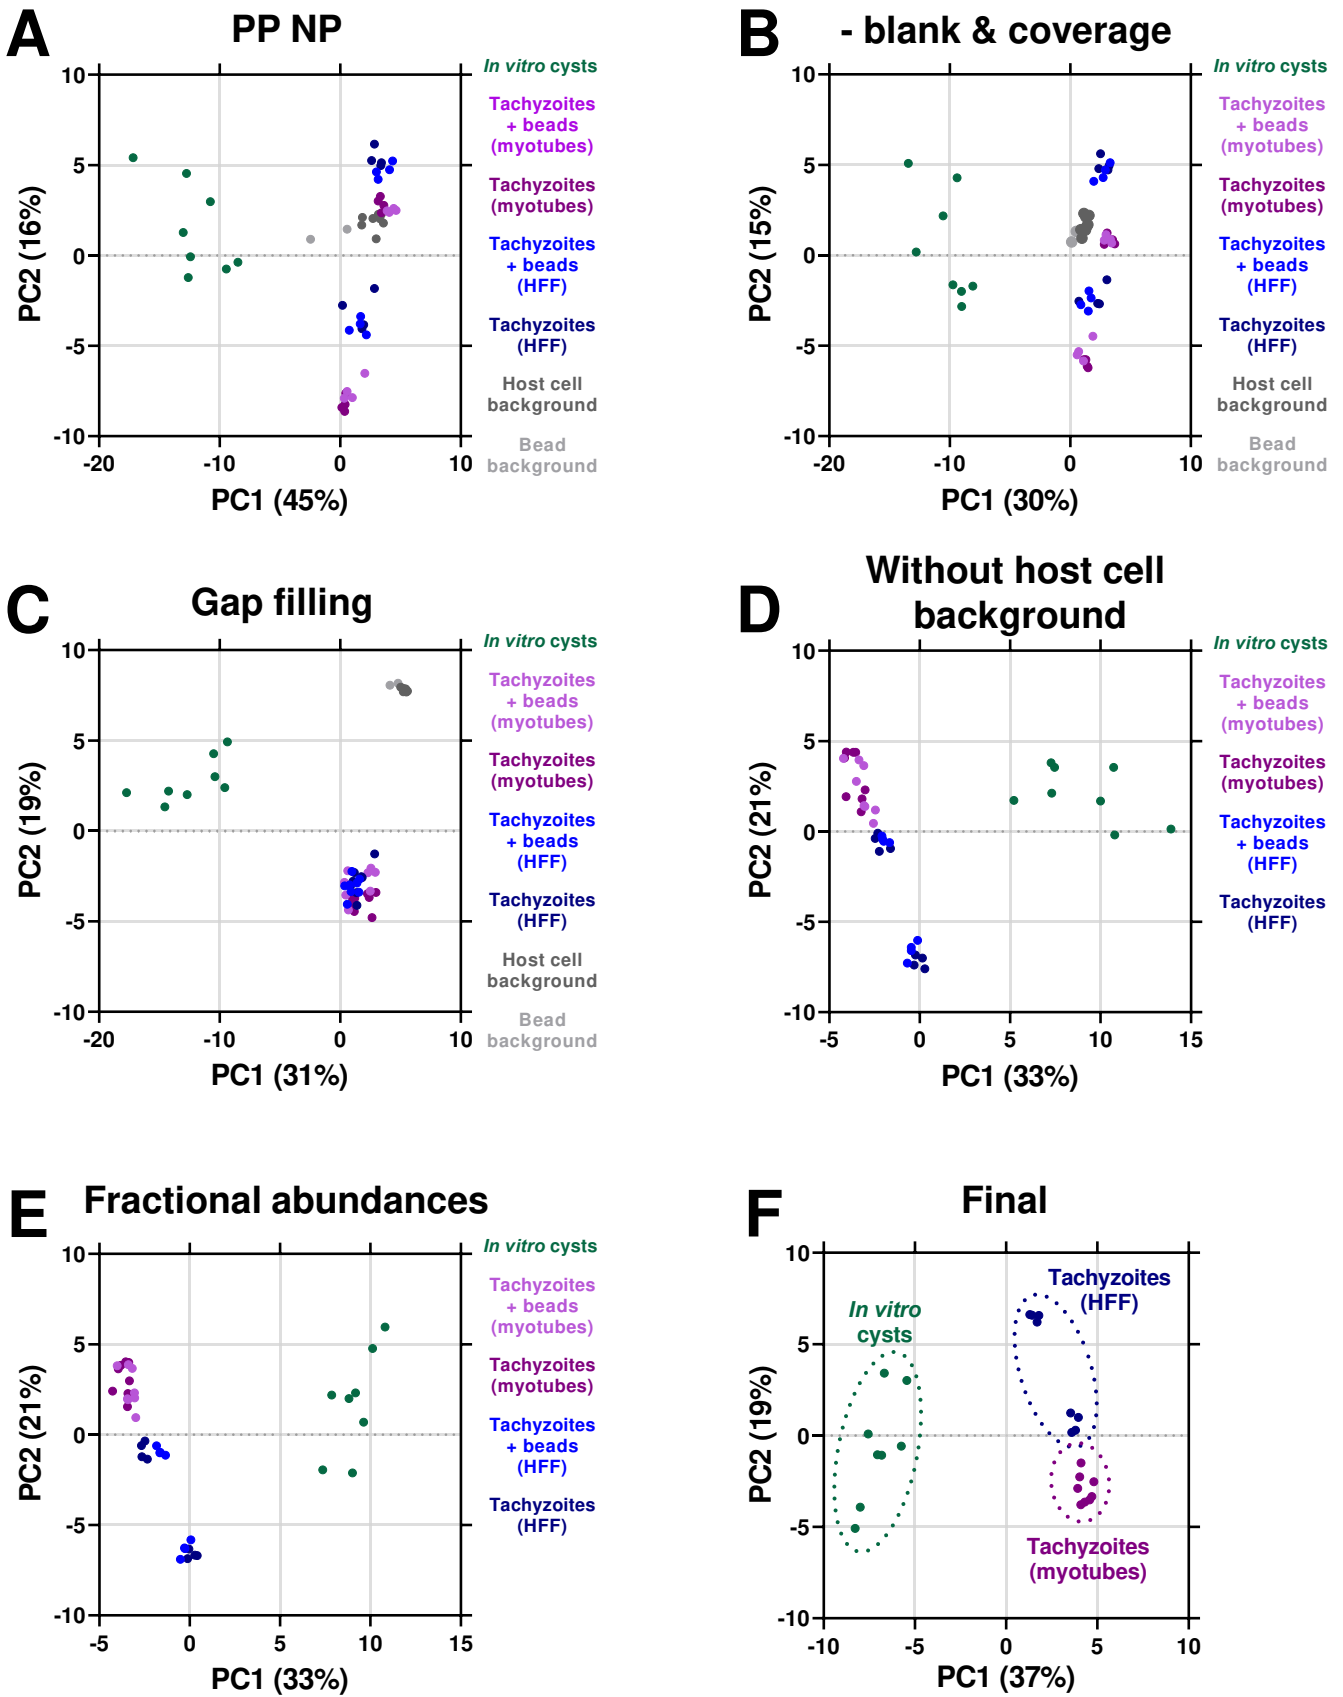 A
PP NP
In vitro cysts
Tachyzoites
+ beads
(myotubes)
Tachyzoites
(myotubes)
Tachyzoites
+ beads
(HFF)
Tachyzoites
(HFF)
Host cell
background
Bead
background
10
5
0
-5
-10
-20
-10
0
10
PC2 (16%)
PC1 (45%)
B
- blank & coverage
In vitro cysts
Tachyzoites
+ beads
(myotubes)
Tachyzoites
(myotubes)
Tachyzoites
+ beads
(HFF)
Tachyzoites
(HFF)
Host cell
background
Bead
background
10
5
0
-5
-10
-20
-10
0
10
PC2 (15%)
PC1 (30%)
C
Gap filling
In vitro cysts
Tachyzoites
+ beads
(myotubes)
Tachyzoites
(myotubes)
Tachyzoites
+ beads
(HFF)
Tachyzoites
(HFF)
Host cell
background
Bead
background
10
5
0
-5
-10
-20
-10
0
10
PC2 (19%)
PC1 (31%)
D
Without host cell
background
In vitro cysts
Tachyzoites
+ beads
(myotubes)
Tachyzoites
(myotubes)
Tachyzoites
+ beads
(HFF)
Tachyzoites
(HFF)
10
5
0
-5
-10
-5
0
5
10
15
PC2 (21%)
PC1 (33%)
E
Fractional abundances
In vitro cysts
Tachyzoites
+ beads
(myotubes)
Tachyzoites
(myotubes)
Tachyzoites
+ beads
(HFF)
Tachyzoites
(HFF)
10
5
0
-5
-10
-5
0
5
10
15
PC2 (21%)
PC1 (33%)
F
Final
Tachyzoites
(HFF)
In vitro
cysts
Tachyzoites
(myotubes)
10
5
0
-5
-10
-10
-5
0
5
10
PC2 (19%)
PC1 (37%)